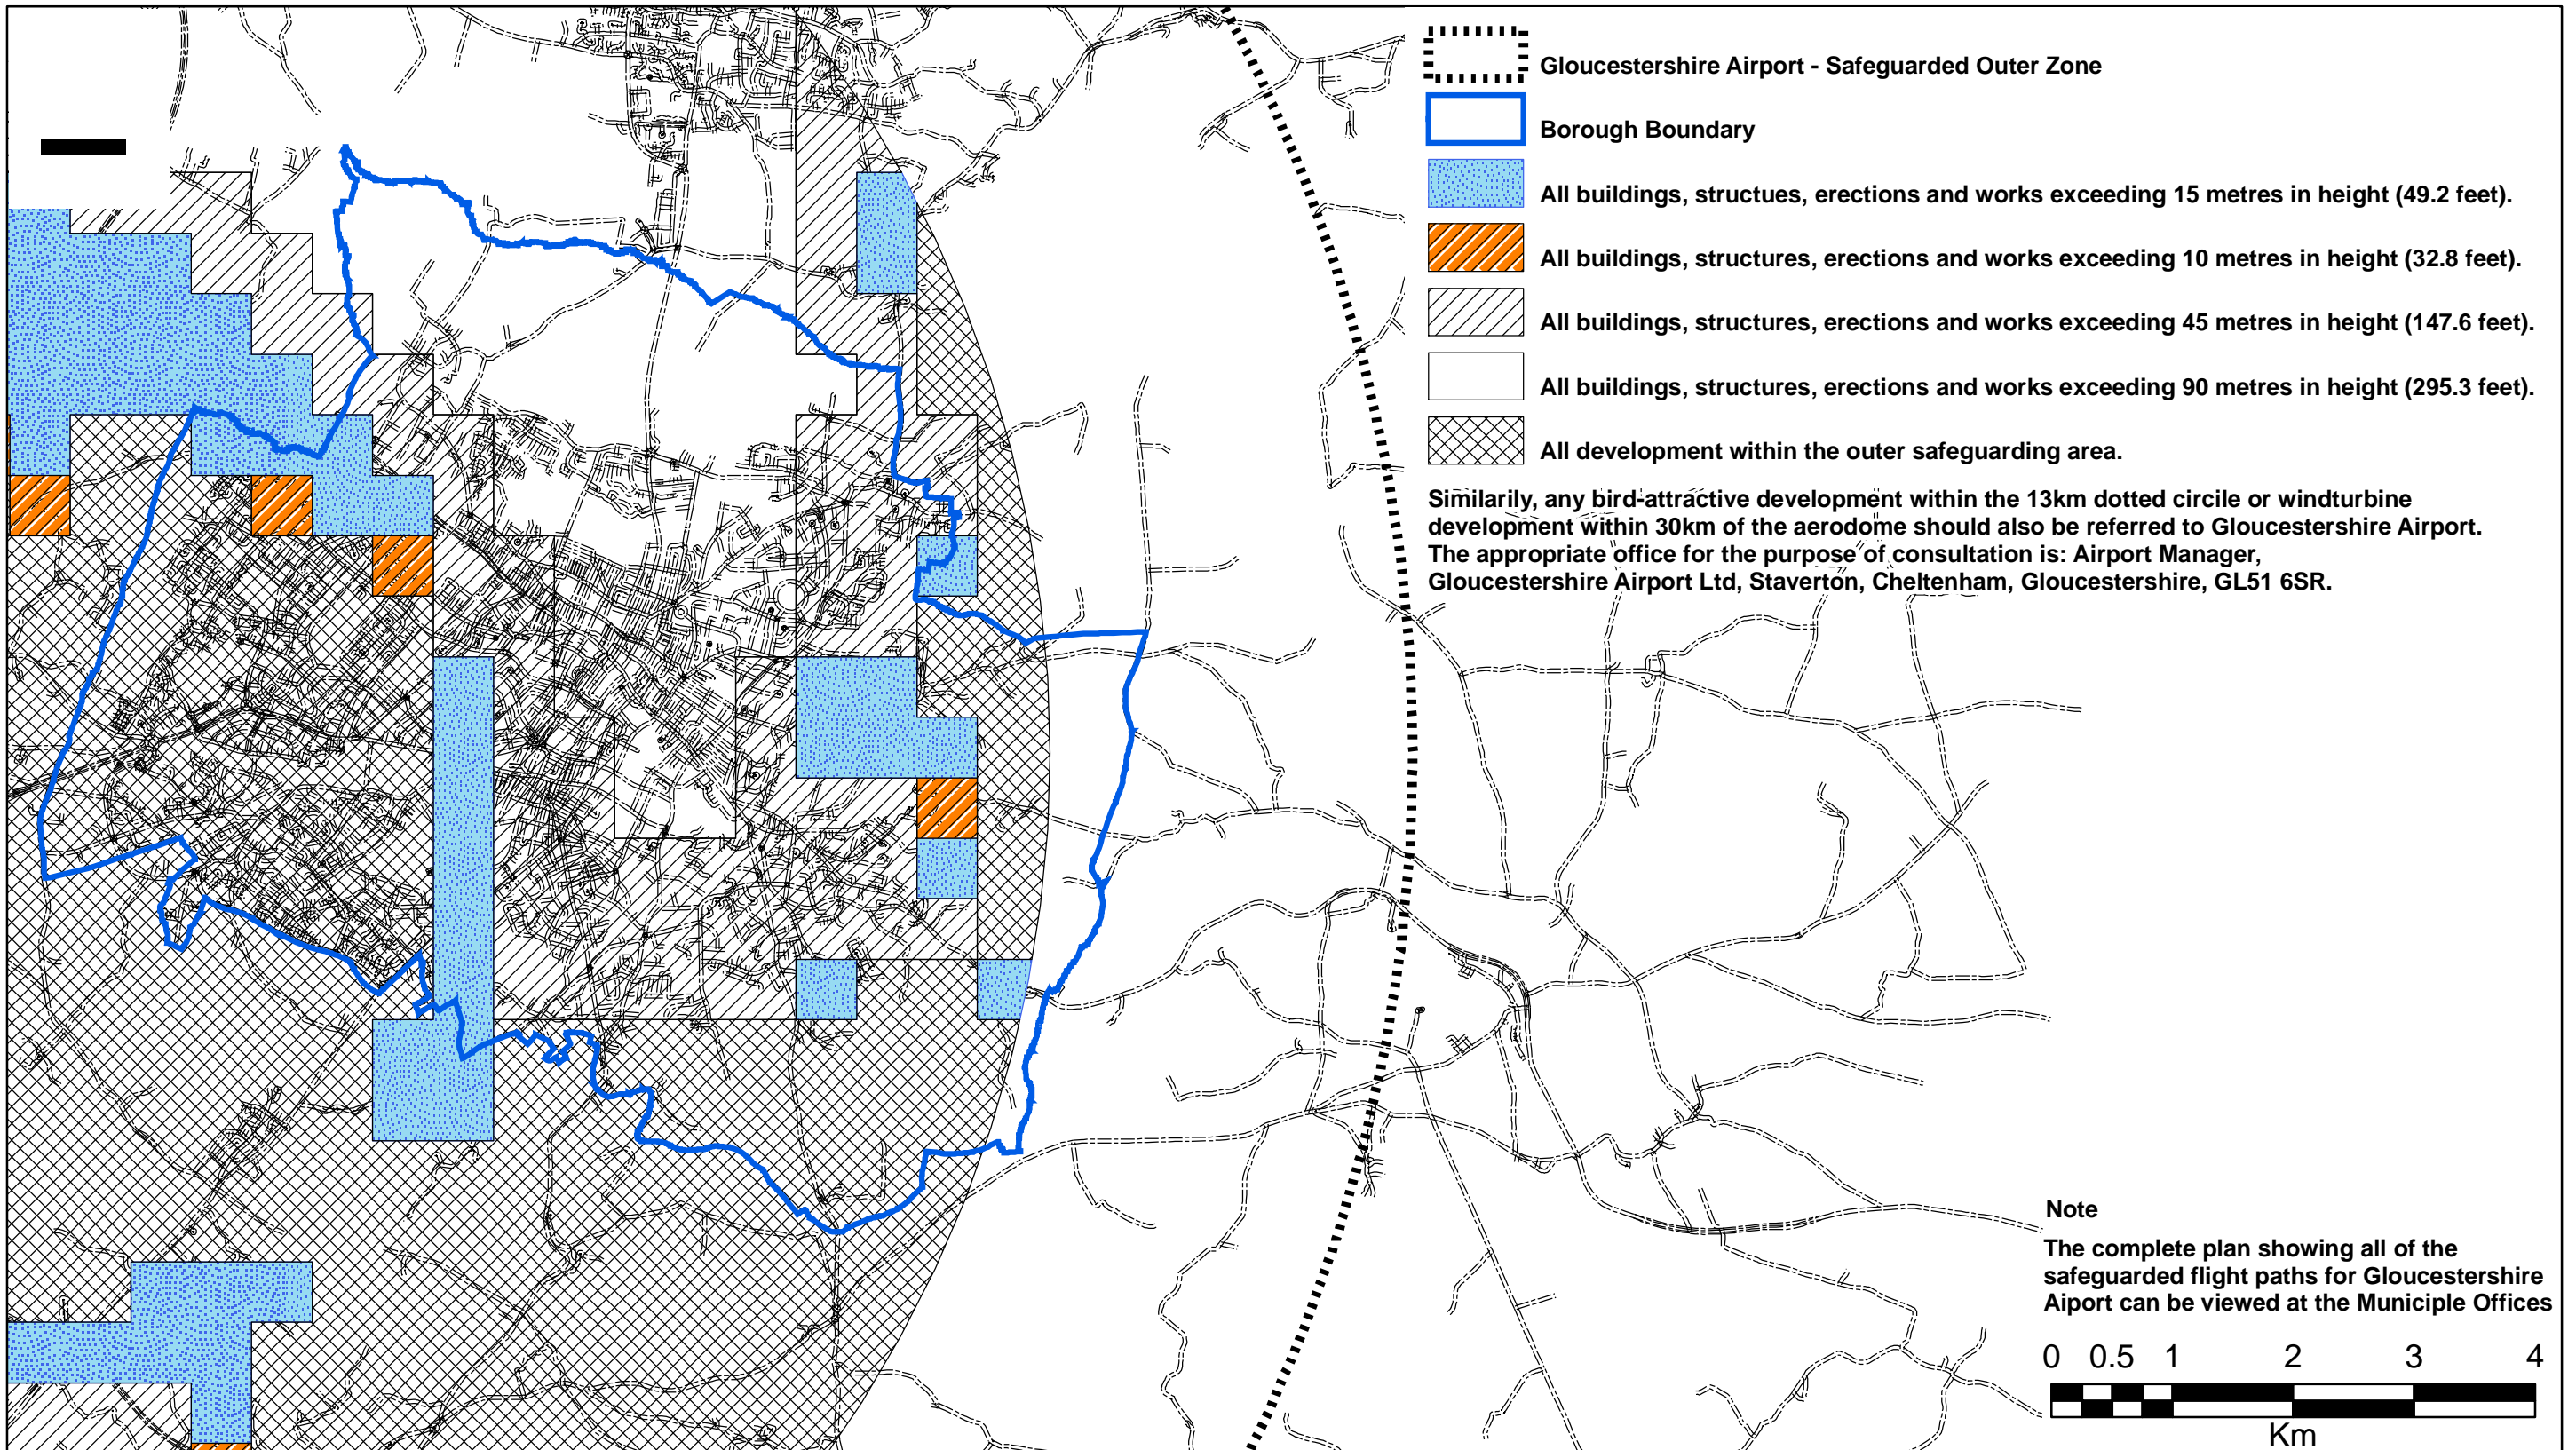 Gloucestershire Airport - Safeguarded Outer Zone
Borough Boundary
All buildings, structues, erections and works exceeding 15 metres in height (49.2 feet).
All buildings, structures, erections and works exceeding 10 metres in height (32.8 feet).
All buildings, structures, erections and works exceeding 45 metres in height (147.6 feet).
All buildings, structures, erections and works exceeding 90 metres in height (295.3 feet).
All development within the outer safeguarding area.
Similarily, any bird-attractive development within the 13km dotted circile or windturbine
development within 30km of the aerodome should also be referred to Gloucestershire Airport.
The appropriate office for the purpose of consultation is: Airport Manager,
Gloucestershire Airport Ltd, Staverton, Cheltenham, Gloucestershire, GL51 6SR.
Note
The complete plan showing all of the
safeguarded flight paths for Gloucestershire
Aiport can be viewed at the Municiple Offices
0 0.5 1 2 3 4
Km